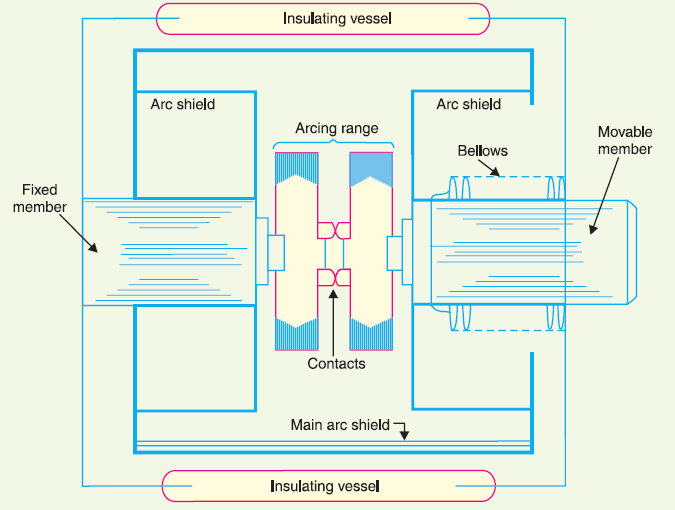 Insulating vessel
Arc shield
Arc shield
Arcing range
Movable
member
Bellows
Fixed
member
Contacts
Main arc shield
Insulating vessel